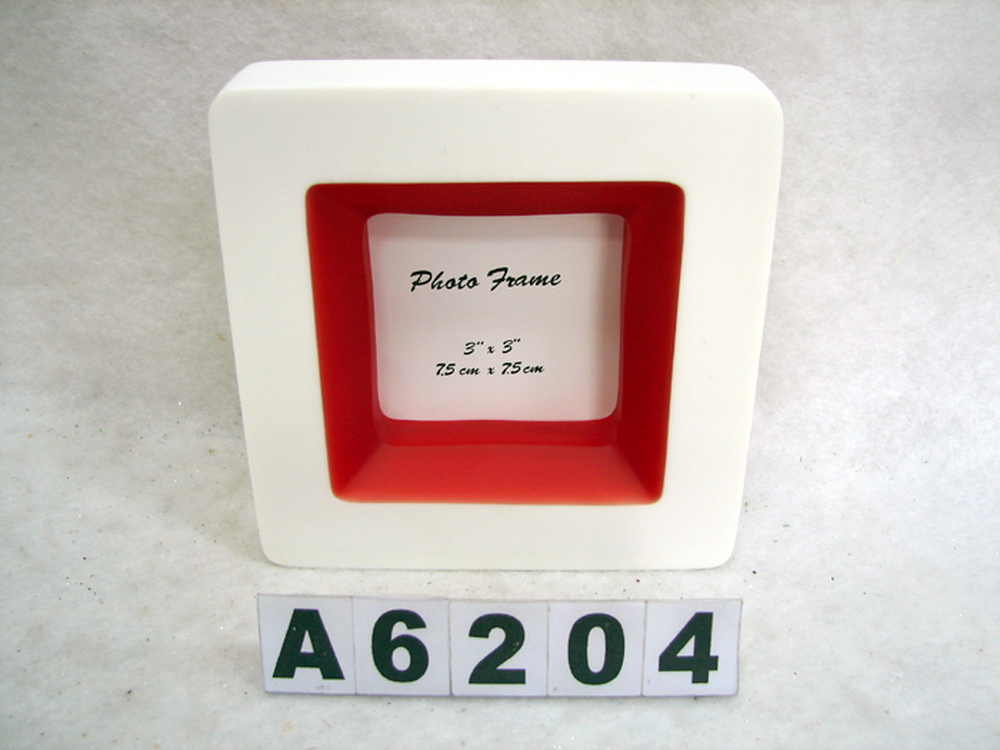 Photo Frame
3" x 3"
7.5 cm x 7.5 cm
A6204